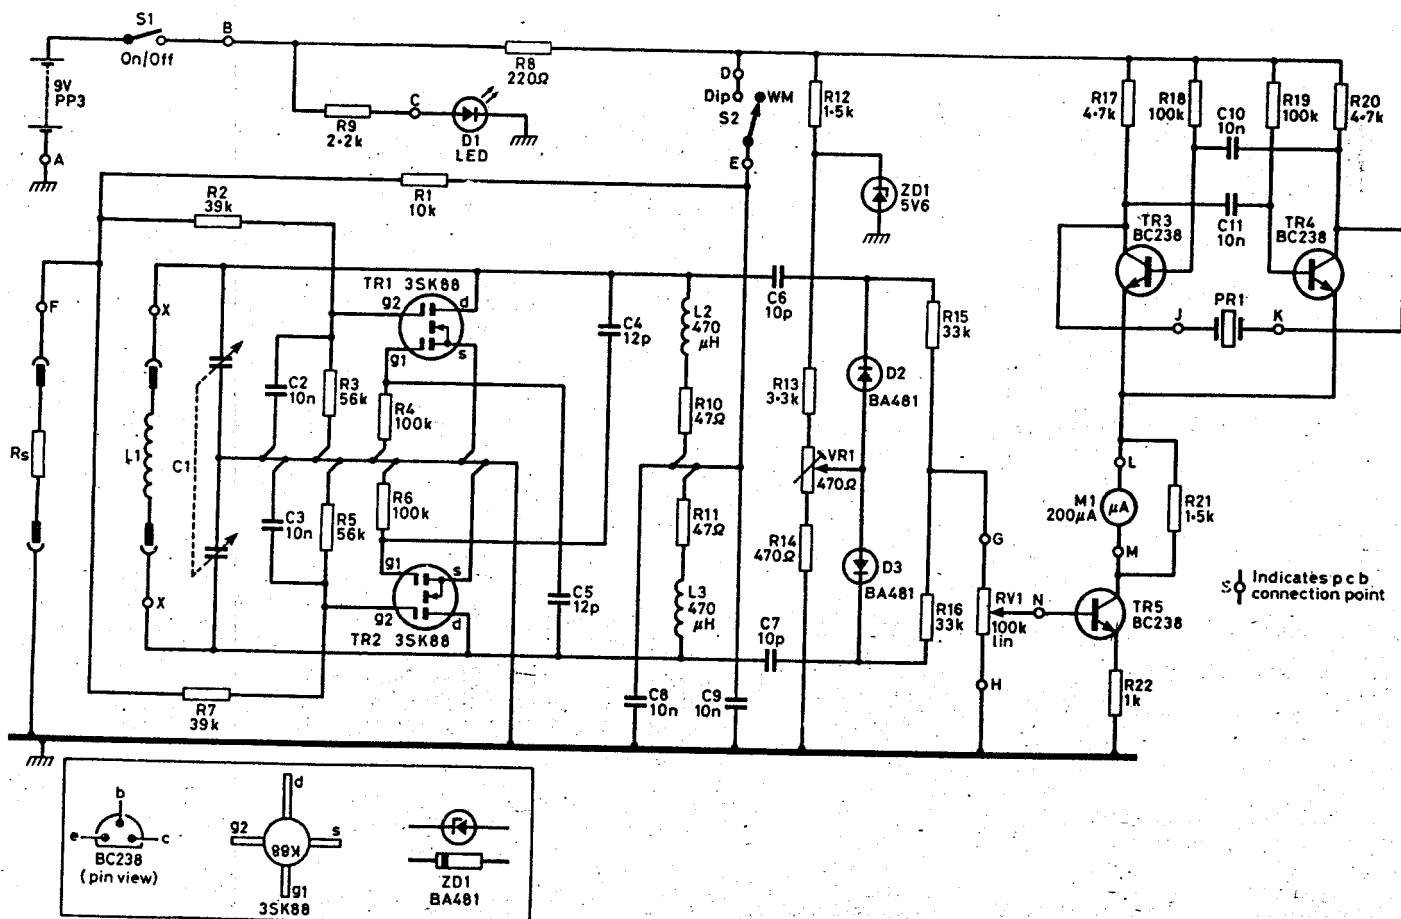 S1
On/Off
B
9V
PP3
A
R8
220Ω
R9
2·2k
C
D1
LED
D
Dip
WM
S2
E
R12
1·5k
R17
4·7k
R18
100k
C10
10n
R19
100k
R20
4·7k
R2
39k
R1
10k
ZD1
5V6
C11
10n
TR3
BC238
TR4
BC238
F
X
TR1 3SK88
g2
d
g1
s
C4
12p
L2
470
µH
C6
10p
R15
33k
J
PR1
K
C2
10n
R3
56k
R4
100k
R10
47Ω
R13
3·3k
D2
BA481
Rs
L1
C1
VR1
470Ω
L
M1
200µA
µA
R21
1·5k
M
C3
10n
R5
56k
R6
100k
R11
47Ω
R14
470Ω
G
D3
BA481
g1
s
g2
d
TR2 3SK88
C5
12p
L3
470
µH
C7
10p
R16
33k
RV1
100k
lin
N
TR5
BC238
S
Indicates pcb
connection point
X
H
R7
39k
C8
10n
C9
10n
R22
1k
b
e
c
BC238
(pin view)
d
g2
s
K88
g1
3SK88
ZD1
BA481